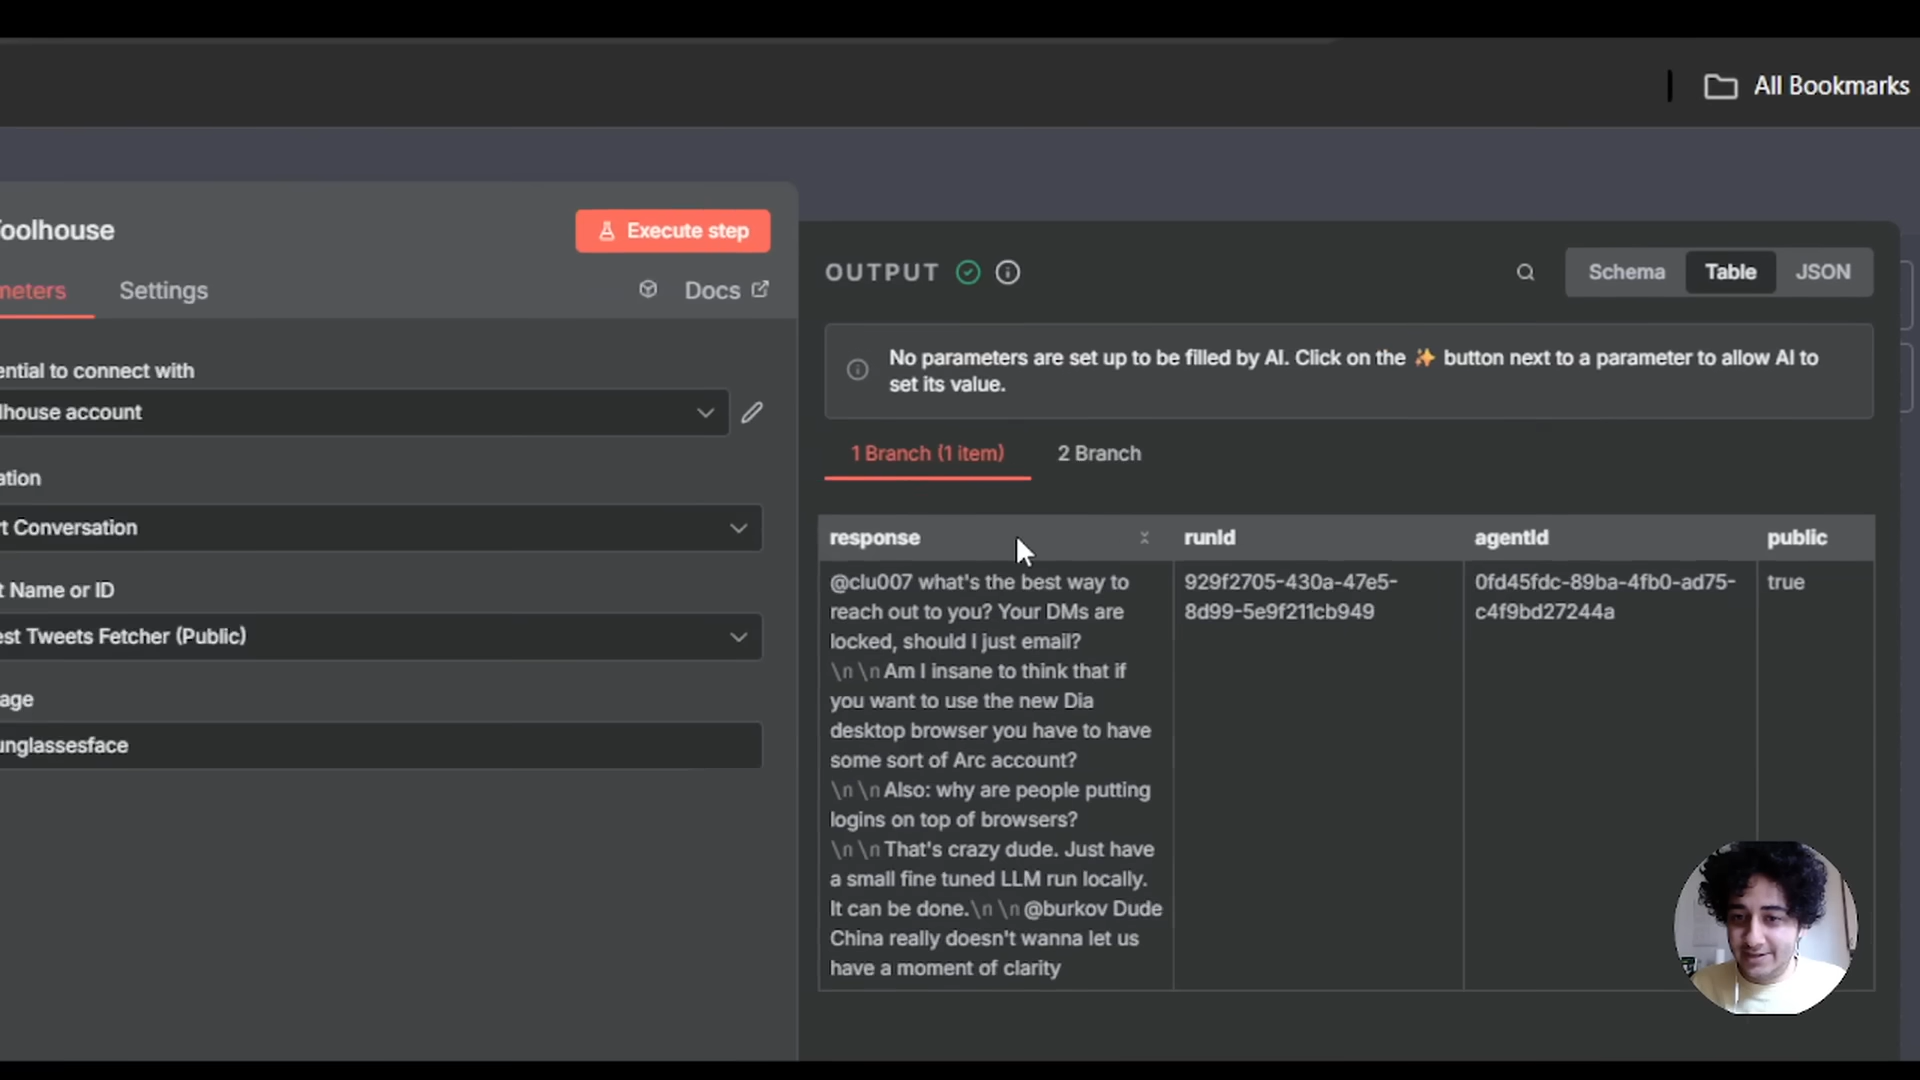 All Bookmarks
oolhouse
Execute step
meters
Settings
Docs
OUTPUT
Schema
Table
JSON
No parameters are set up to be filled by AI. Click on the ✨ button next to a parameter to allow AI to
set its value.
ential to connect with
lhouse account
1 Branch (1 item)
2 Branch
ation
t Conversation
t Name or ID
est Tweets Fetcher (Public)
age
unglassesface
response
runId
agentId
public
@clu007 what's the best way to
reach out to you? Your DMs are
locked, should I just email?
\n \n Am I insane to think that if
you want to use the new Dia
desktop browser you have to have
some sort of Arc account?
\n \n Also: why are people putting
logins on top of browsers?
\n \n That's crazy dude. Just have
a small fine tuned LLM run locally.
It can be done.\n \n @burkov Dude
China really doesn't wanna let us
have a moment of clarity
929f2705-430a-47e5-
8d99-5e9f211cb949
0fd45fdc-89ba-4fb0-ad75-
c4f9bd27244a
true